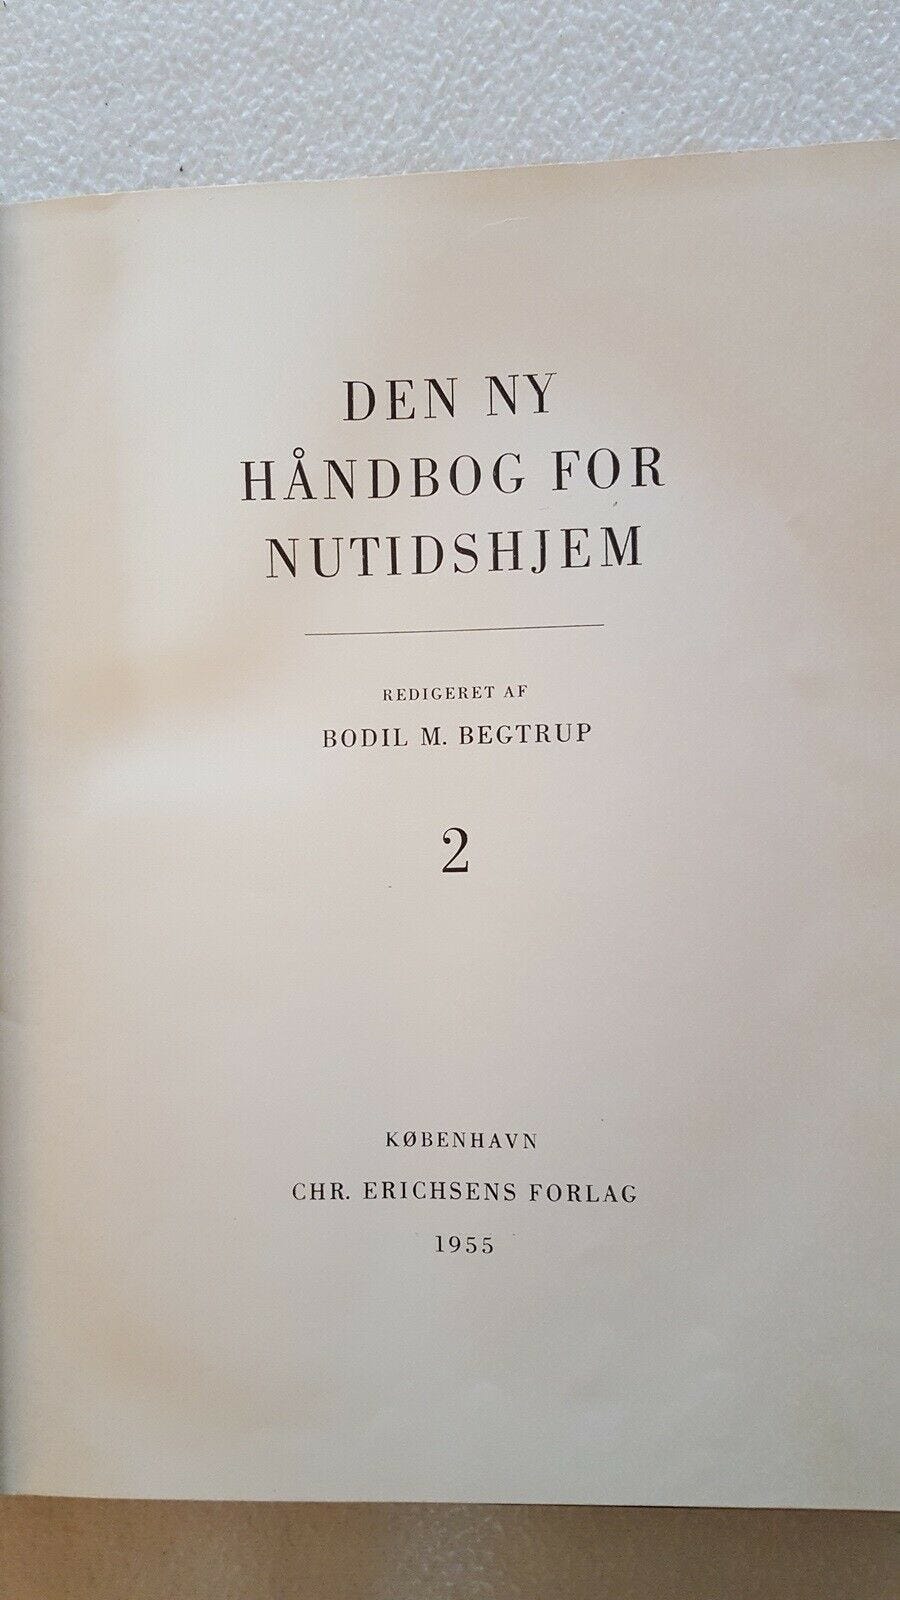 DEN NY
HÅNDBOG FOR
NUTIDSHJEM
REDIGERET AF
BODIL M. BEGTRUP
2
KØBENHAVN
CHR. ERICHSENS FORLAG
1955